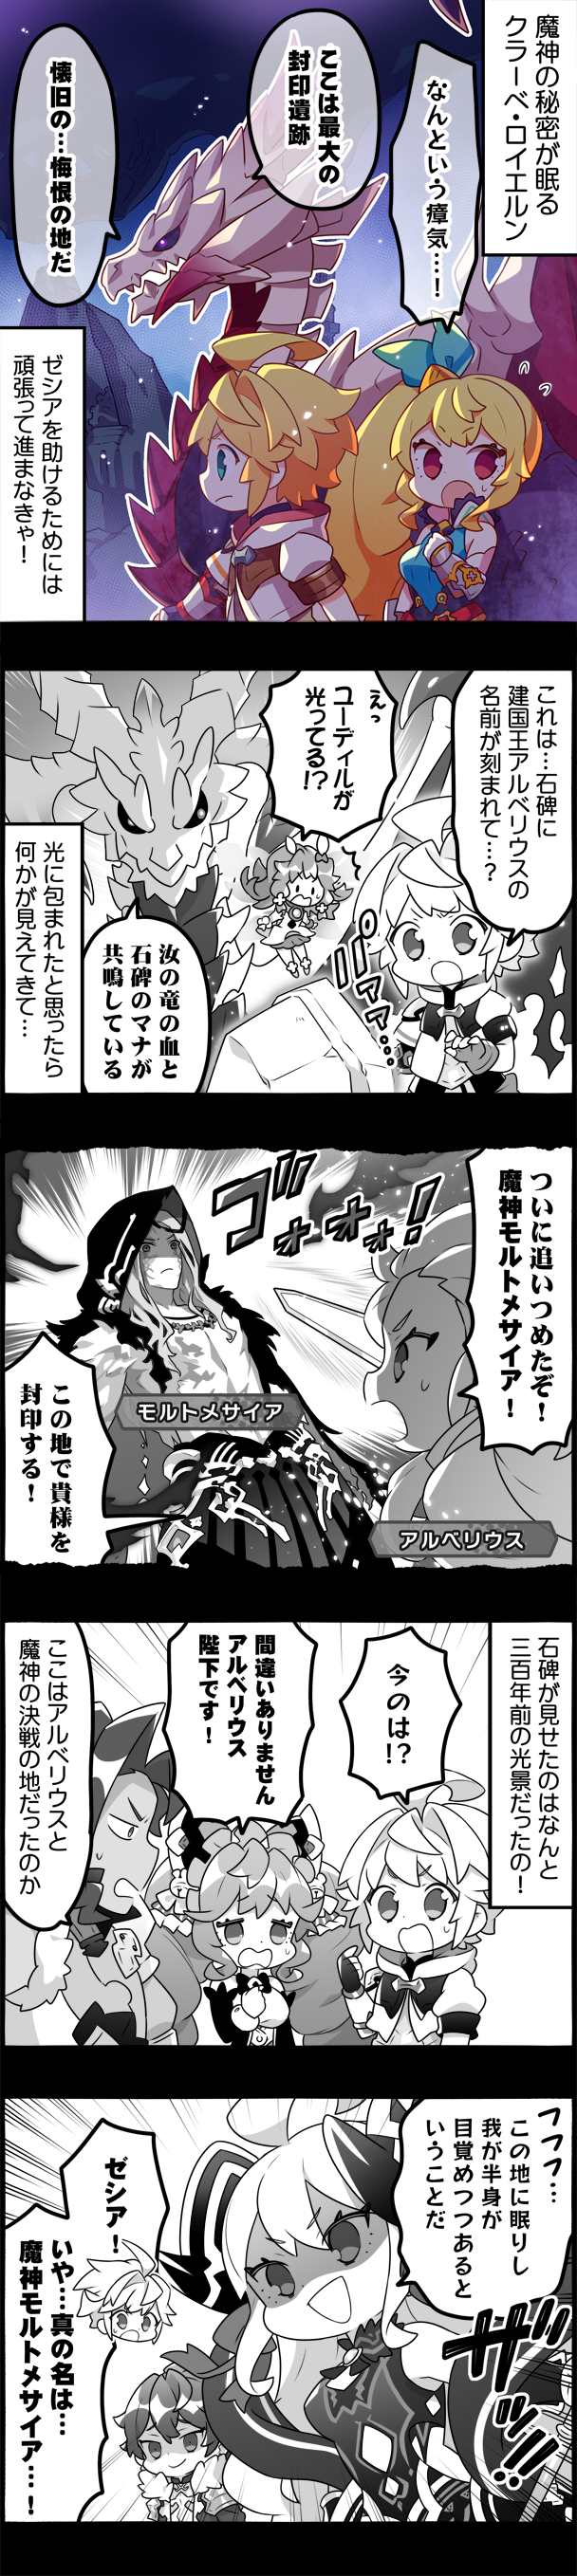 魔神の秘密が眠る
クラーベ・ロイエルン
なんという瘴気…！
ここは最大の
封印遺跡
懐旧の…悔恨の地だ
ゼシアを助けるためには
頑張って進まなきゃ！
これは…石碑に
建国王アルベリウスの
名前が刻まれて…？
えっ
ユーディルが
光ってる!?
パァァァ…
汝の竜の血と
石碑のマナが
共鳴している
光に包まれたと思ったら
何かが見えてきて…
ついに追いつめたぞ！
魔神モルトメサイア！
ゴォォォ！
モルトメサイア
この地で貴様を
封印する！
アルベリウス
石碑が見せたのはなんと
三百年前の光景だったの！
今のは!?
間違いありません
アルベリウス
陛下です！
ここはアルベリウスと
魔神の決戦の地だったのか
フフフ…
この地に眠りし
我が半身が
目覚めつつあると
いうことだ
ザザッ!!
ゼシア！
いや…真の名は…
魔神モルトメサイア…！